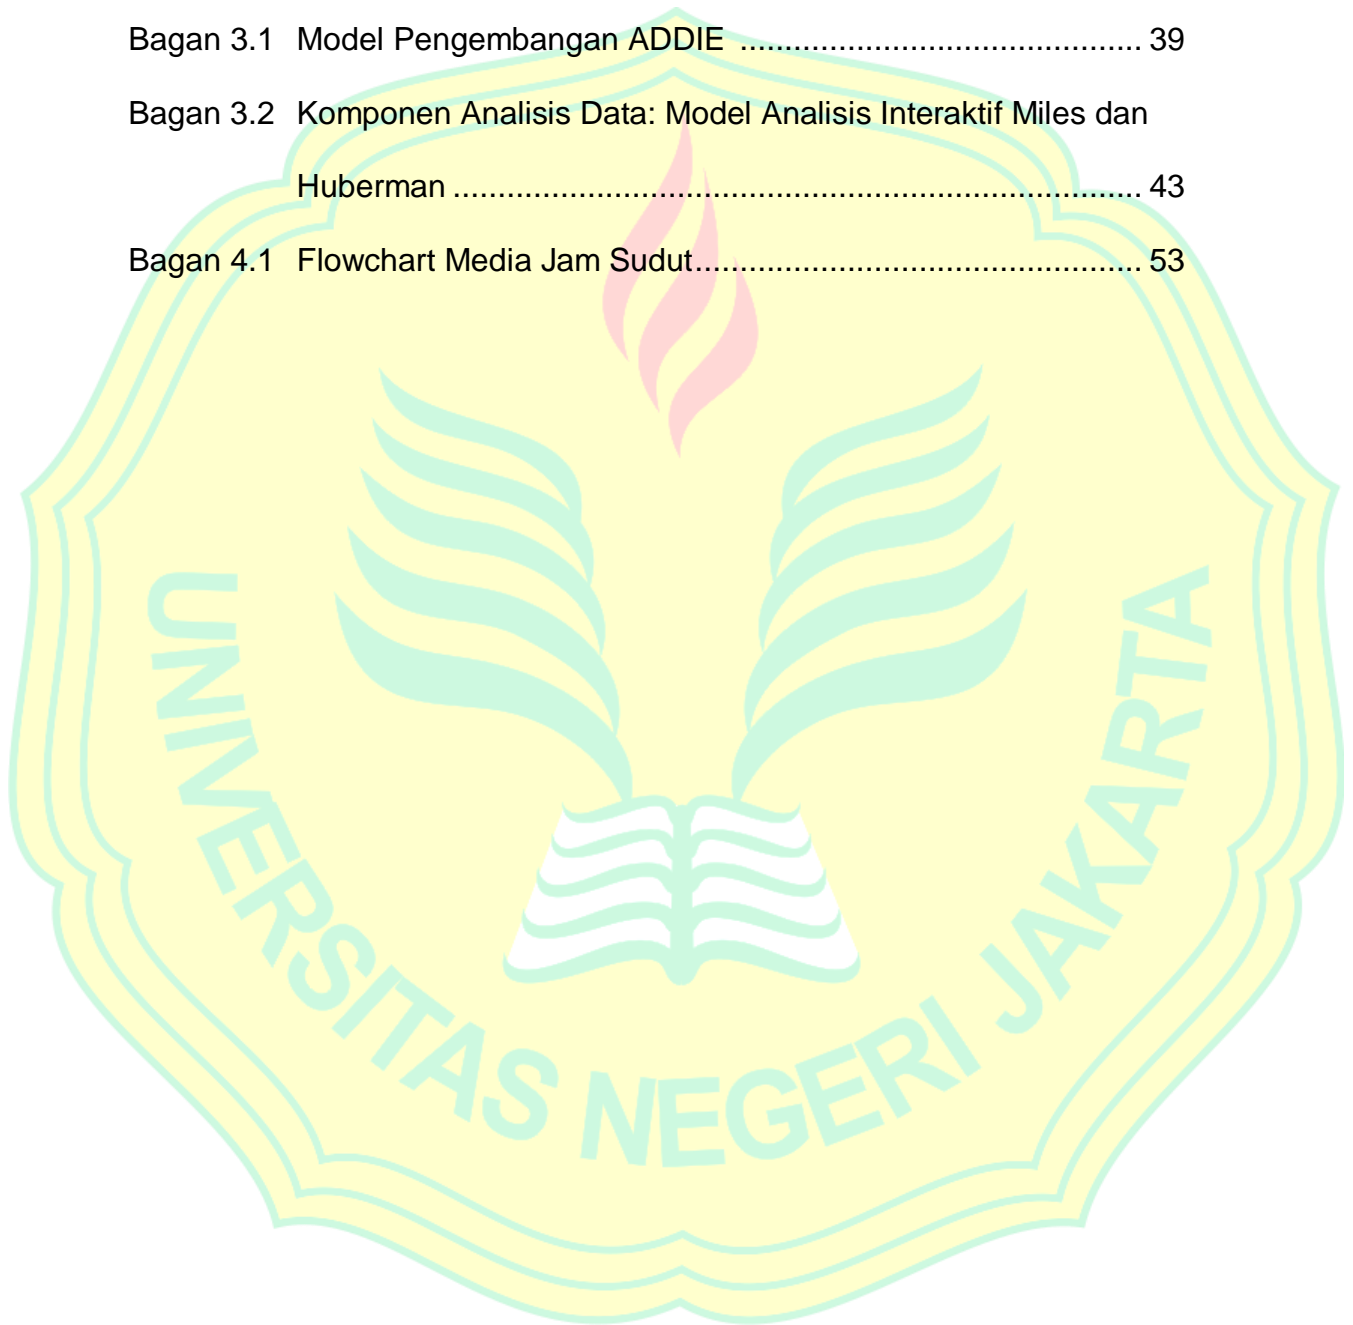 Bagan 3.1 Model Pengembangan ADDIE ............................................. 39
Bagan 3.2 Komponen Analisis Data: Model Analisis Interaktif Miles dan
Huberman ............................................................................. 43
Bagan 4.1 Flowchart Media Jam Sudut.................................................. 53
UNIVERSITAS NEGERI JAKARTA